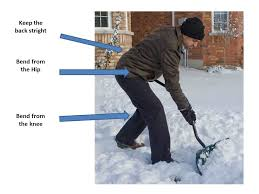 Keep the
back stright
Bend from
the Hip
Bend from
the knee